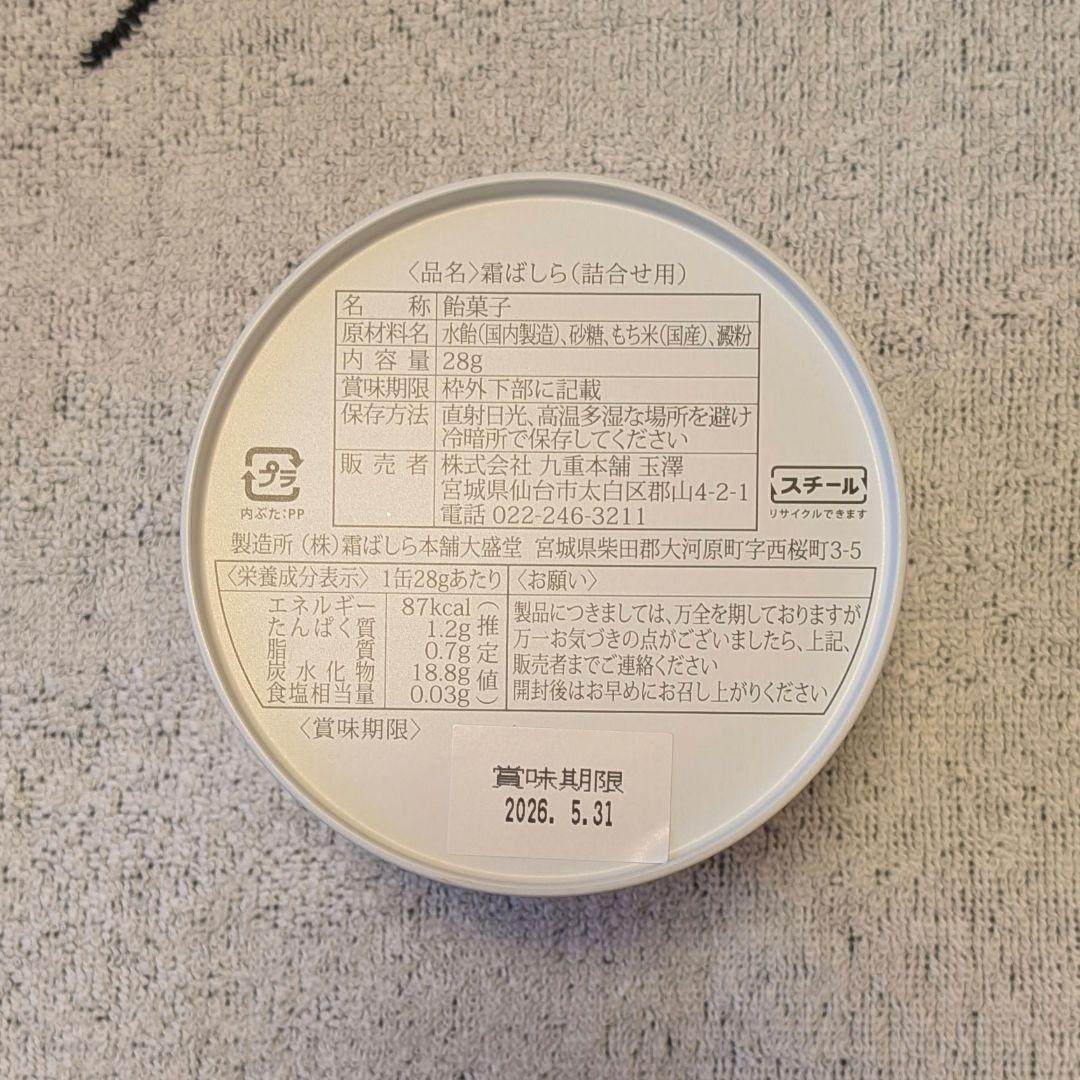 〈品名〉霜ばしら(詰合せ用)
名称 飴菓子
原材料名 水飴(国内製造)、砂糖、もち米(国産)、澱粉
内容量 28g
賞味期限 枠外下部に記載
保存方法 直射日光、高温多湿な場所を避け
冷暗所で保存してください
販売者 株式会社 九重本舗 玉澤
宮城県仙台市太白区郡山4-2-1
電話 022-246-3211
プラ
内ぶた:PP
スチール
リサイクルできます
製造所 (株)霜ばしら本舗大盛堂 宮城県柴田郡大河原町字西桜町3-5
〈栄養成分表示〉 1缶28gあたり
エネルギー 87kcal
たんぱく質 1.2g
脂質 0.7g
炭水化物 18.8g
食塩相当量 0.03g
(推定値)
〈お願い〉
製品につきましては、万全を期しておりますが
万一お気づきの点がございましたら、上記、
販売者までご連絡ください
開封後はお早めにお召し上がりください
〈賞味期限〉
賞味期限
2026. 5.31